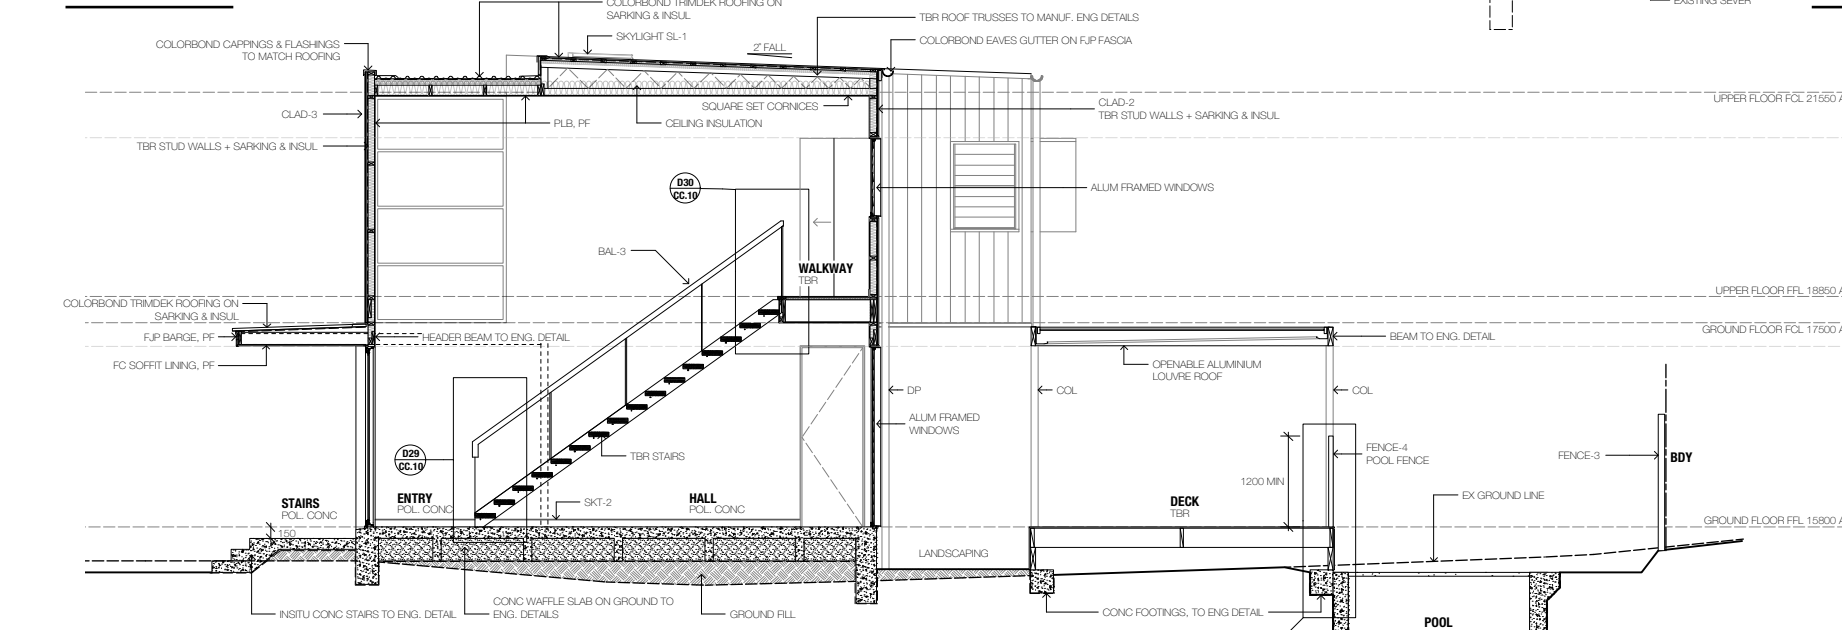 COLORBOND TRIMDEK ROOFING ON
SARKING & INSUL
EXISTING SEVER
TBR ROOF TRUSSES TO MANUF. ENG DETAILS
SKYLIGHT SL-1
2° FALL
COLORBOND EAVES GUTTER ON FJP FASCIA
COLORBOND CAPPINGS & FLASHINGS
TO MATCH ROOFING
UPPER FLOOR FCL 21550 A
SQUARE SET CORNICES
CLAD-2
TBR STUD WALLS + SARKING & INSUL
CLAD-3
PLB, PF
CEILING INSULATION
TBR STUD WALLS + SARKING & INSUL
D30
CC.10
ALUM FRAMED WINDOWS
BAL-3
WALKWAY
TBR
UPPER FLOOR FFL 18850 A
COLORBOND TRIMDEK ROOFING ON
SARKING & INSUL
GROUND FLOOR FCL 17500 A
FJP BARGE, PF
HEADER BEAM TO ENG. DETAIL
BEAM TO ENG. DETAIL
FC SOFFIT LINING, PF
OPENABLE ALUMINIUM
LOUVRE ROOF
DP
COL
COL
ALUM FRAMED
WINDOWS
D29
CC.10
TBR STAIRS
FENCE-4
POOL FENCE
FENCE-3
BDY
1200 MIN
STAIRS
POL. CONC
ENTRY
POL. CONC
SKT-2
HALL
POL. CONC
DECK
TBR
EX GROUND LINE
GROUND FLOOR FFL 15800 A
150
LANDSCAPING
INSITU CONC STAIRS TO ENG. DETAIL
CONC WAFFLE SLAB ON GROUND TO
ENG. DETAILS
GROUND FILL
CONC FOOTINGS, TO ENG DETAIL
POOL